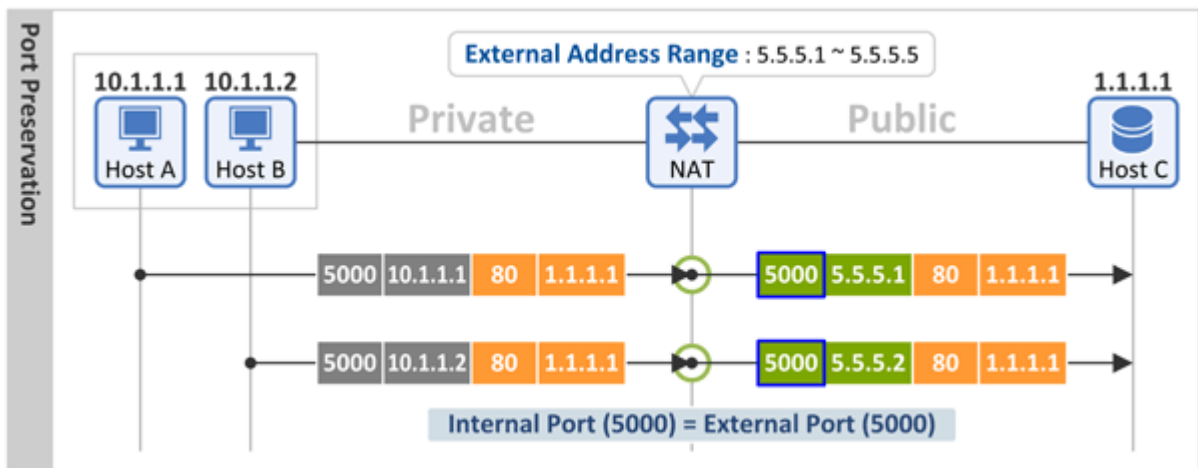 Port Preservation
External Address Range : 5.5.5.1 ~ 5.5.5.5
10.1.1.1 10.1.1.2 1.1.1.1
Private Public
Host A Host B NAT Host C
5000 10.1.1.1 80 1.1.1.1 5000 5.5.5.1 80 1.1.1.1
5000 10.1.1.2 80 1.1.1.1 5000 5.5.5.2 80 1.1.1.1
Internal Port (5000) = External Port (5000)